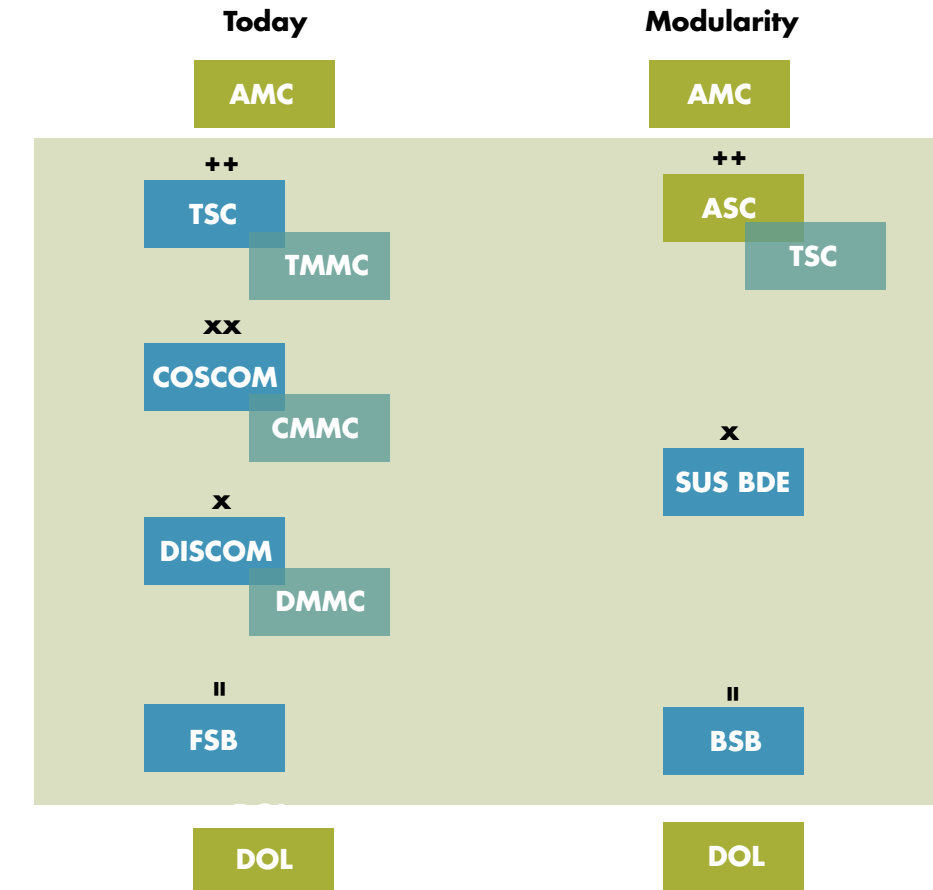 Today
AMC
++
TSC
TMMC
xx
COSCOM
CMMC
x
DISCOM
DMMC
II
FSB
DOL
DOL
Modularity
AMC
++
ASC
TSC
x
SUS BDE
II
BSB
DOL